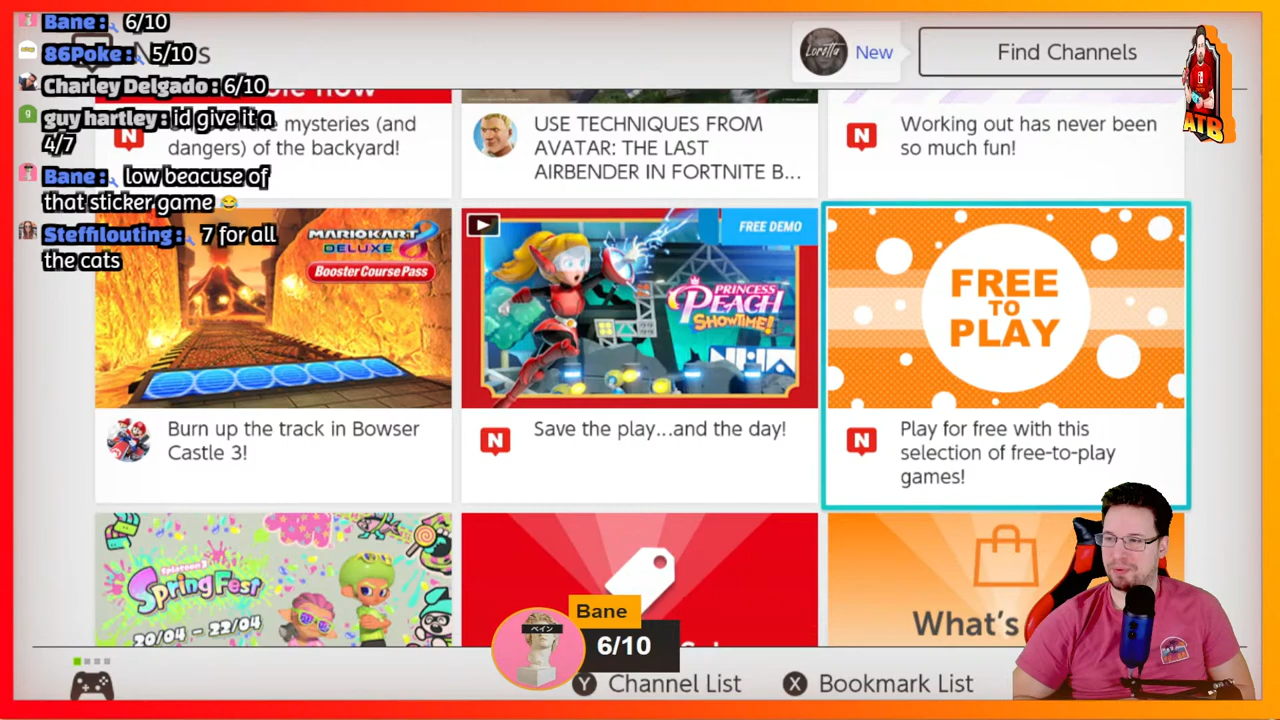 Bane : 6/10
86Poke : 5/10
Charley Delgado : 6/10
guy hartley : id give it a
4/7
Bane : low beacuse of
that sticker game 😂
Steffilouting : 7 for all
the cats
Loretta
New
Find Channels
ATB
the mysteries (and
dangers) of the backyard!
USE TECHNIQUES FROM
AVATAR: THE LAST
AIRBENDER IN FORTNITE B...
Working out has never been
so much fun!
MARIOKART 8
DELUXE
Booster Course Pass
Burn up the track in Bowser
Castle 3!
FREE DEMO
PRINCESS
PEACH
SHOWTIME!
Save the play...and the day!
FREE
TO
PLAY
Play for free with this
selection of free-to-play
games!
Splatoon 3
SpringFest
20/04 – 22/04
What's
Bane
ベイン
6/10
Y Channel List
X Bookmark List